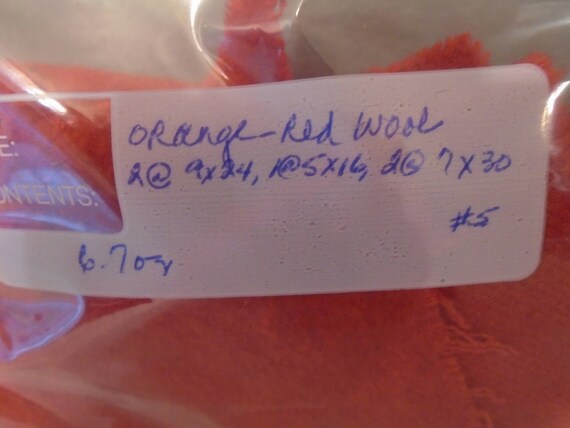 E:
ONTENTS:
ORange-Red Wool
2@ 9x24, 1@5x16, 2@ 7x30
#5
6.7oz